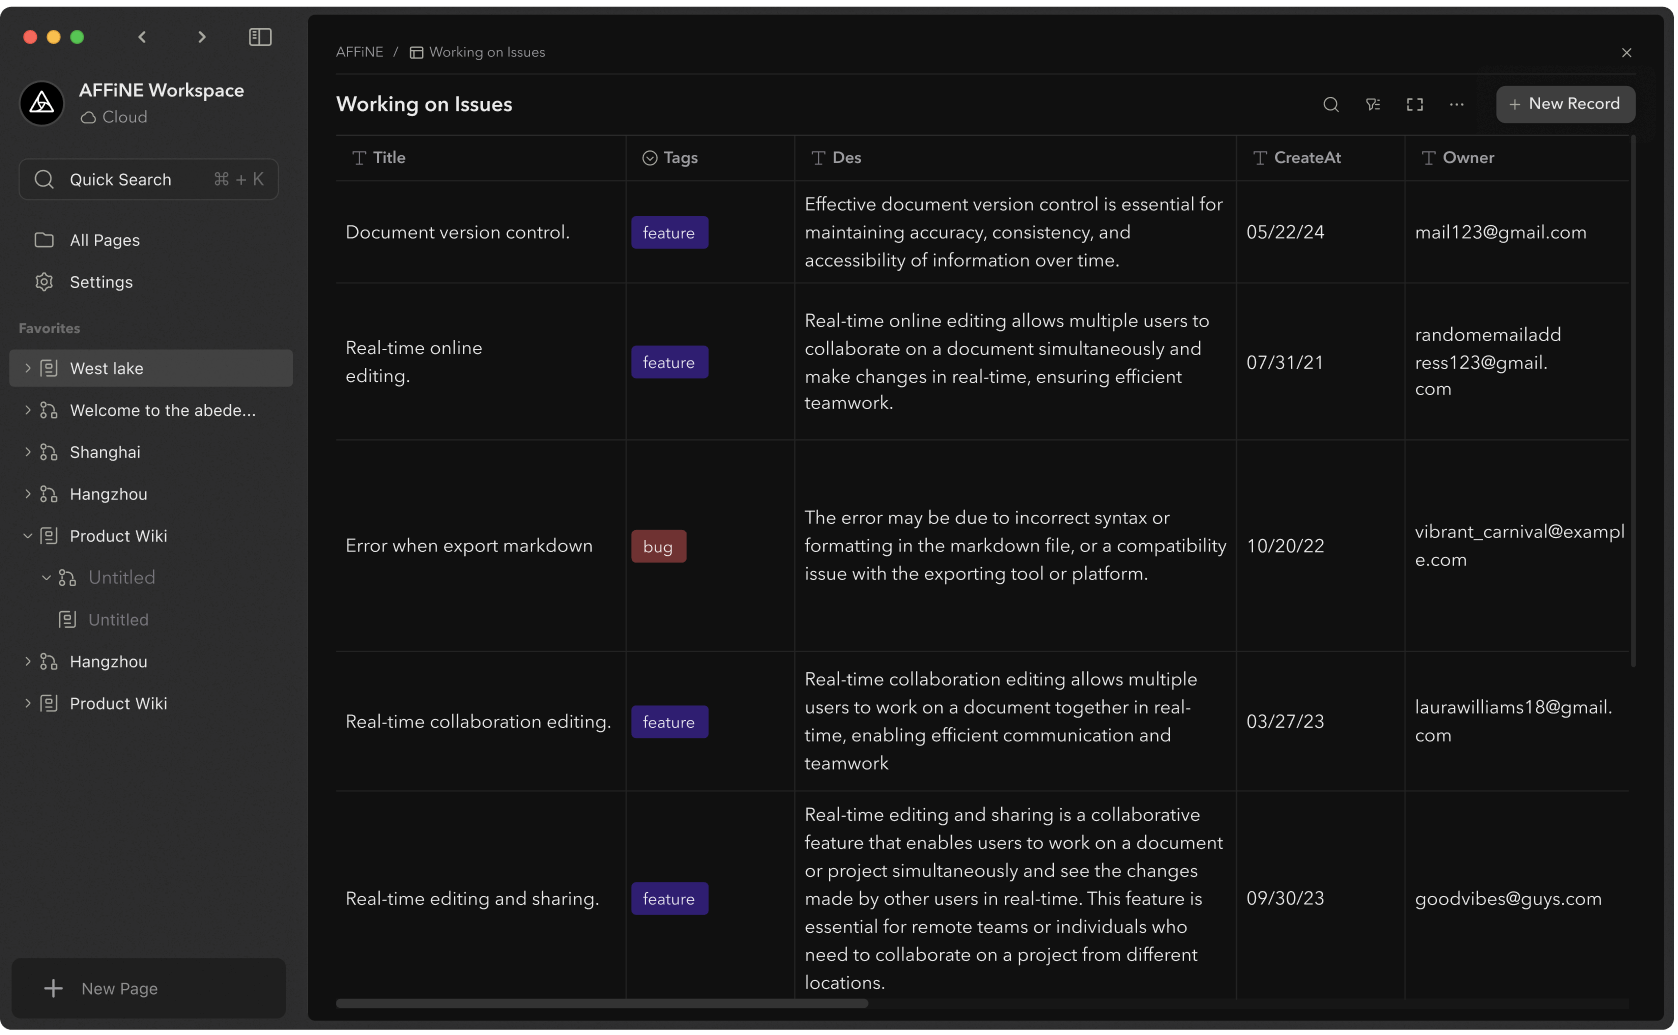 AFFiNE Workspace
Cloud
Quick Search ⌘ + K
All Pages
Settings
Favorites
West lake
Welcome to the abede...
Shanghai
Hangzhou
Product Wiki
Untitled
Untitled
Hangzhou
Product Wiki
New Page
AFFiNE / Working on Issues
Working on Issues
+ New Record
Title
Tags
Des
CreateAt
Owner
Document version control.
feature
Effective document version control is essential for
maintaining accuracy, consistency, and
accessibility of information over time.
05/22/24
mail123@gmail.com
Real-time online
editing.
feature
Real-time online editing allows multiple users to
collaborate on a document simultaneously and
make changes in real-time, ensuring efficient
teamwork.
07/31/21
randomemailadd
ress123@gmail.
com
Error when export markdown
bug
The error may be due to incorrect syntax or
formatting in the markdown file, or a compatibility
issue with the exporting tool or platform.
10/20/22
vibrant_carnival@exampl
e.com
Real-time collaboration editing.
feature
Real-time collaboration editing allows multiple
users to work on a document together in real-
time, enabling efficient communication and
teamwork
03/27/23
laurawilliams18@gmail.
com
Real-time editing and sharing.
feature
Real-time editing and sharing is a collaborative
feature that enables users to work on a document
or project simultaneously and see the changes
made by other users in real-time. This feature is
essential for remote teams or individuals who
need to collaborate on a project from different
locations.
09/30/23
goodvibes@guys.com